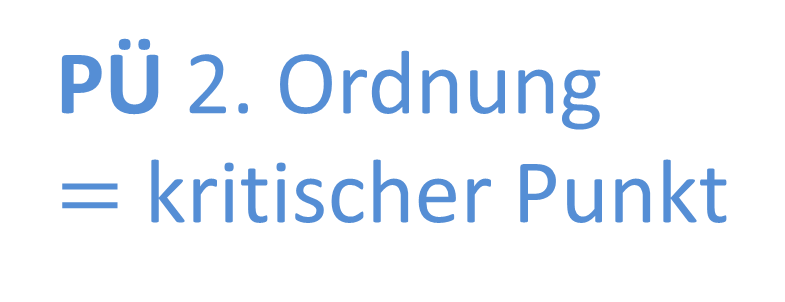 PÜ 2. Ordnung
= kritischer Punkt